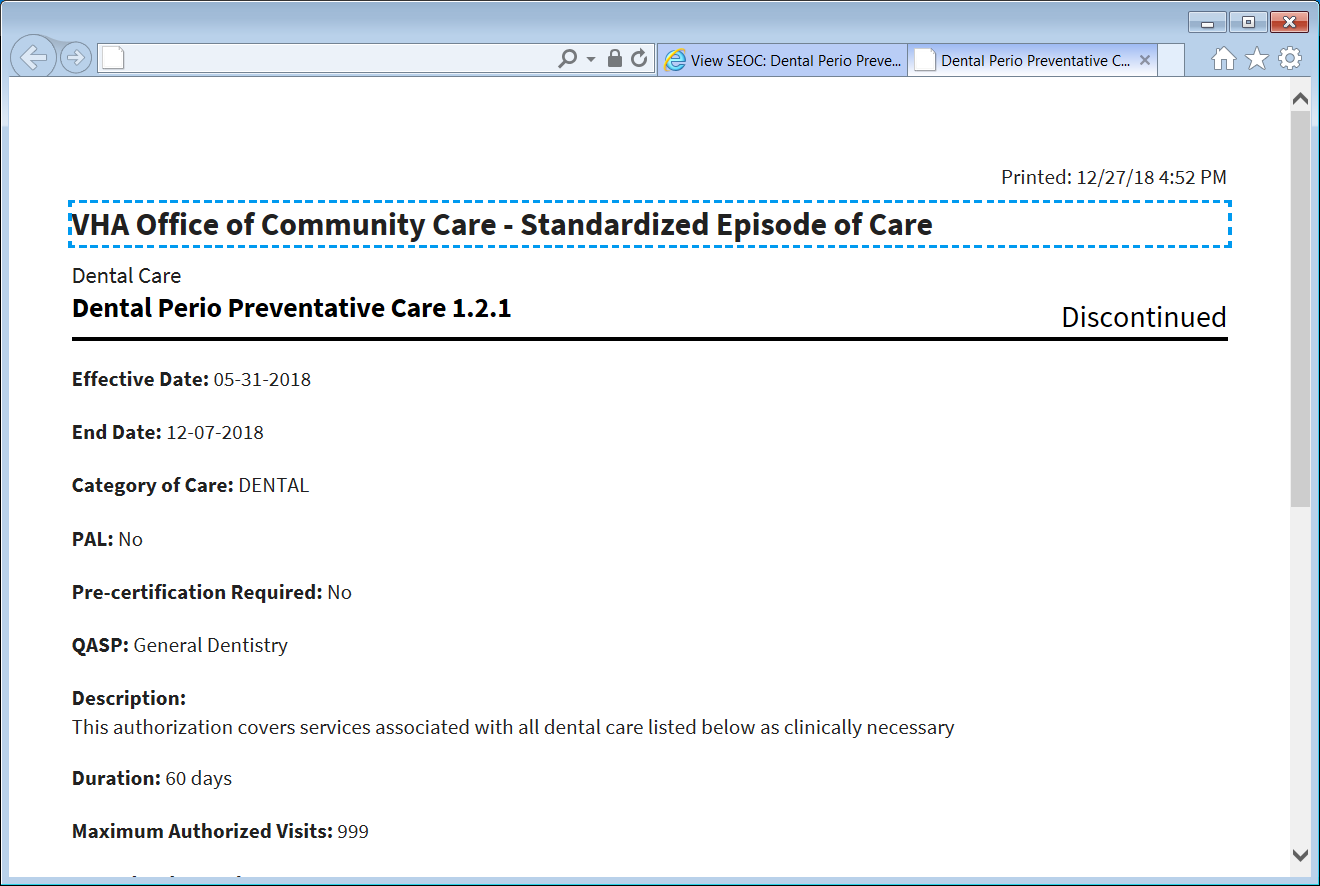 View SEOC: Dental Perio Preve...
Dental Perio Preventative C...
Printed: 12/27/18 4:52 PM
VHA Office of Community Care - Standardized Episode of Care
Dental Care
Dental Perio Preventative Care 1.2.1
Discontinued
Effective Date: 05-31-2018
End Date: 12-07-2018
Category of Care: DENTAL
PAL: No
Pre-certification Required: No
QASP: General Dentistry
Description:
This authorization covers services associated with all dental care listed below as clinically necessary
Duration: 60 days
Maximum Authorized Visits: 999